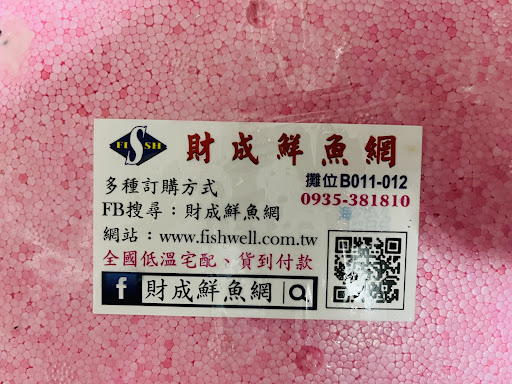 FISSH
財成鮮魚網
攤位B011-012
0935-381810
多種訂購方式
FB搜尋：財成鮮魚網
網站：www.fishwell.com.tw
全國低溫宅配、貨到付款
f 財成鮮魚網
海